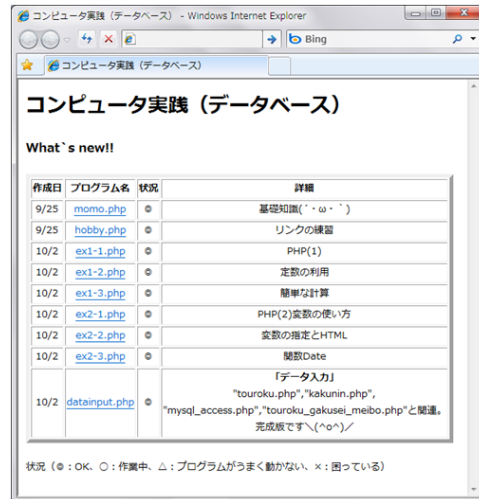 コンピュータ実践（データベース） - Windows Internet Explorer
Bing
コンピュータ実践（データベース）
コンピュータ実践（データベース）
What`s new!!
作成日 プログラム名 状況 詳細
9/25 momo.php ◎ 基礎知識(´・ω・｀)
9/25 hobby.php ◎ リンクの練習
10/2 ex1-1.php ◎ PHP(1)
10/2 ex1-2.php ◎ 定数の利用
10/2 ex1-3.php ◎ 簡単な計算
10/2 ex2-1.php ◎ PHP(2)変数の使い方
10/2 ex2-2.php ◎ 変数の指定とHTML
10/2 ex2-3.php ◎ 関数Date
「データ入力」
"touroku.php","kakunin.php",
10/2 datainput.php ◎ "mysql_access.php","touroku_gakusei_meibo.php"と関連。
完成版です＼(^o^)／
状況（◎：OK、○：作業中、△：プログラムがうまく動かない、×：困っている）